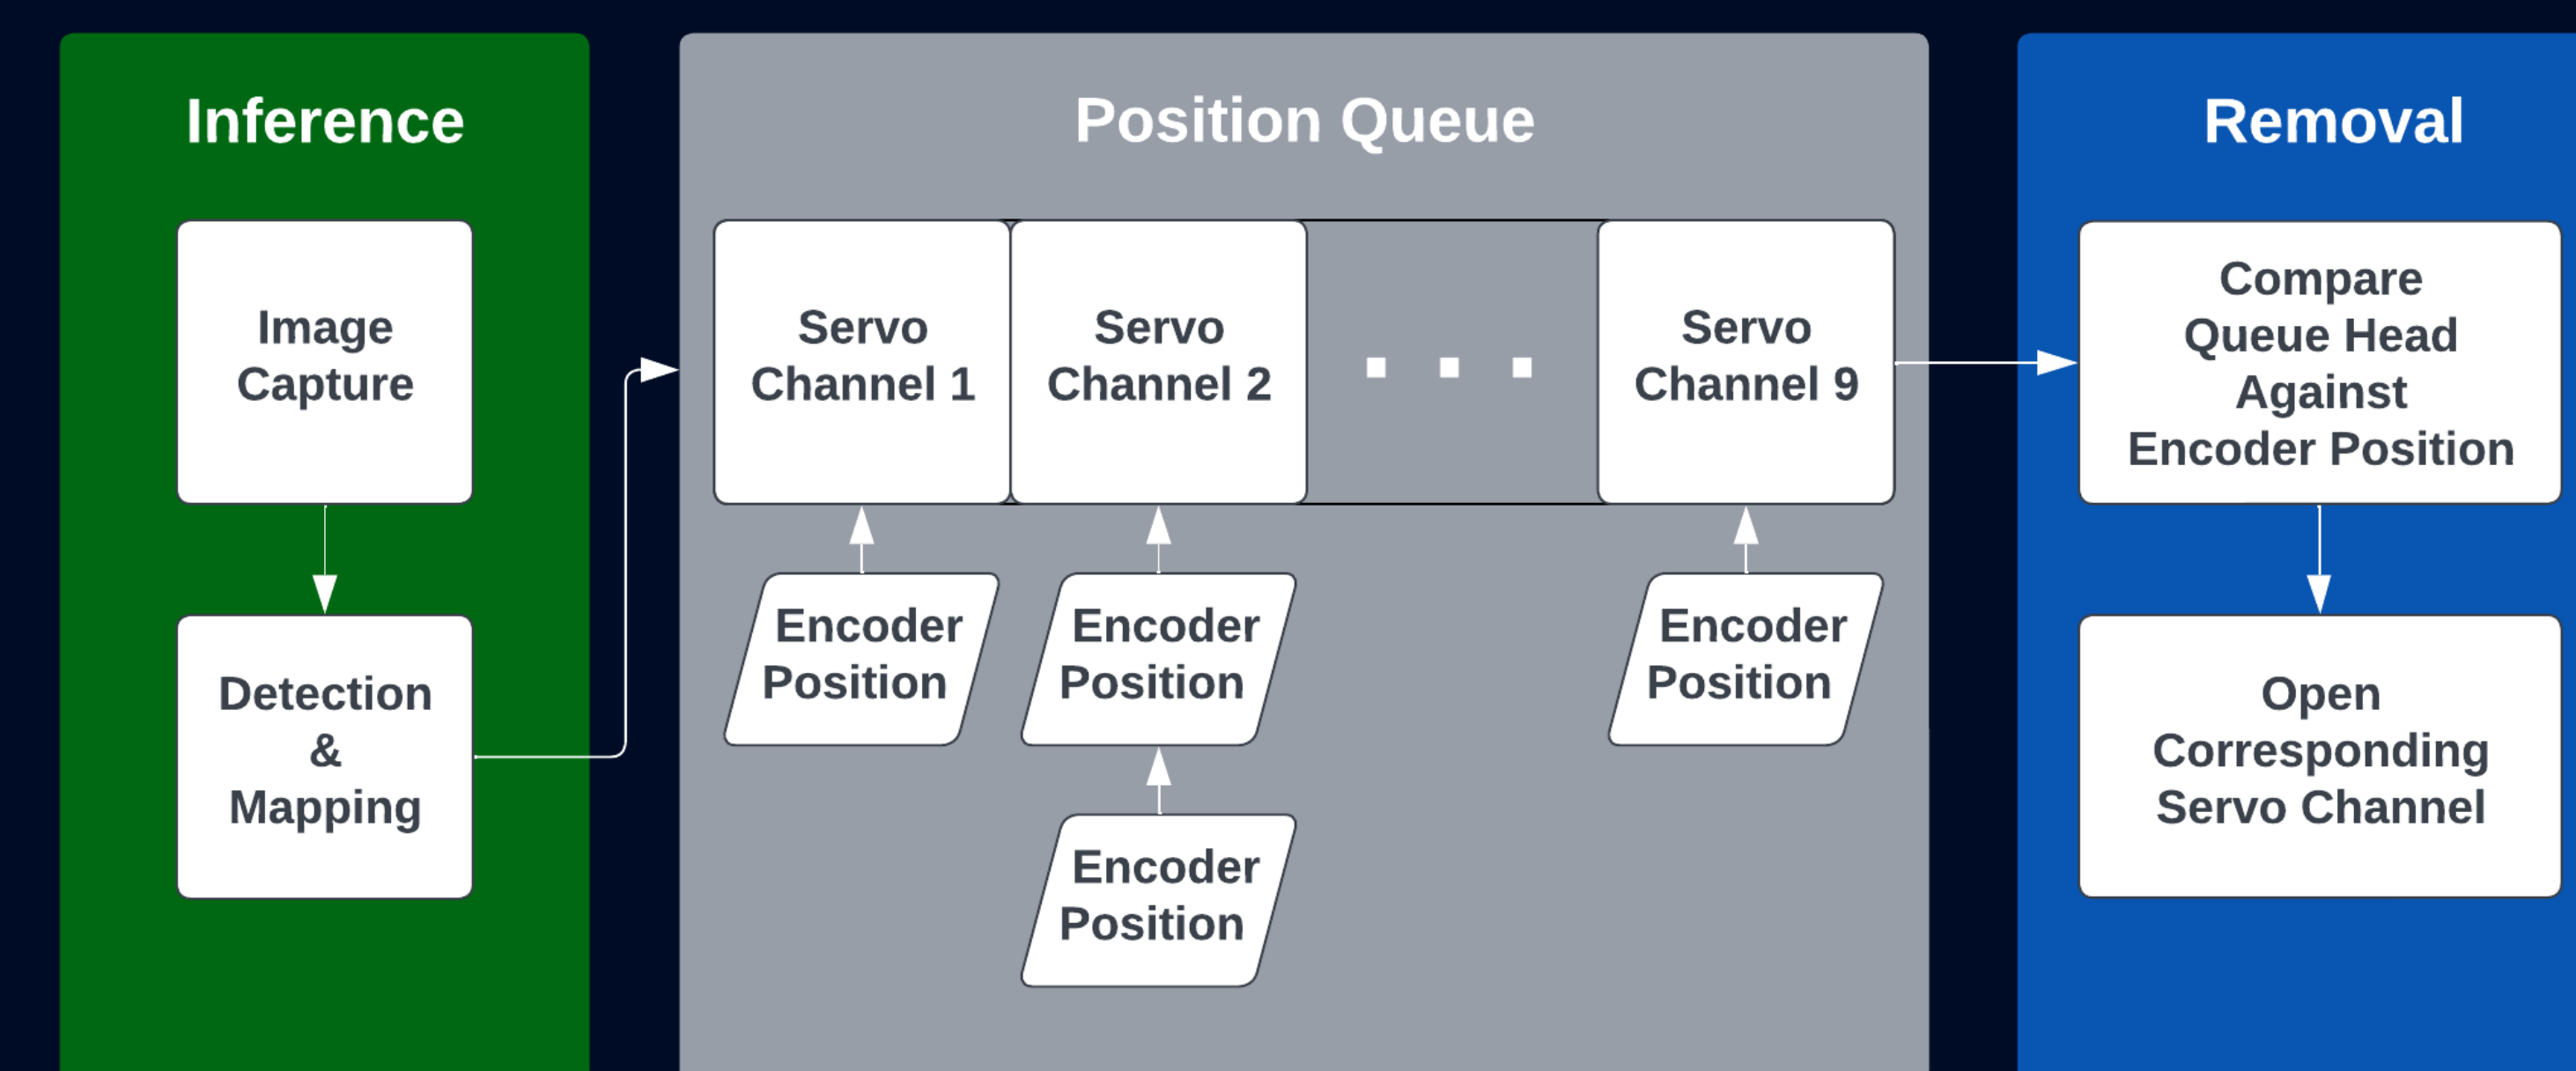 Inference
Image
Capture
Detection
&
Mapping
Position Queue
Servo
Channel 1
Servo
Channel 2
Servo
Channel 9
Encoder
Position
Encoder
Position
Encoder
Position
Encoder
Position
Removal
Compare
Queue Head
Against
Encoder Position
Open
Corresponding
Servo Channel